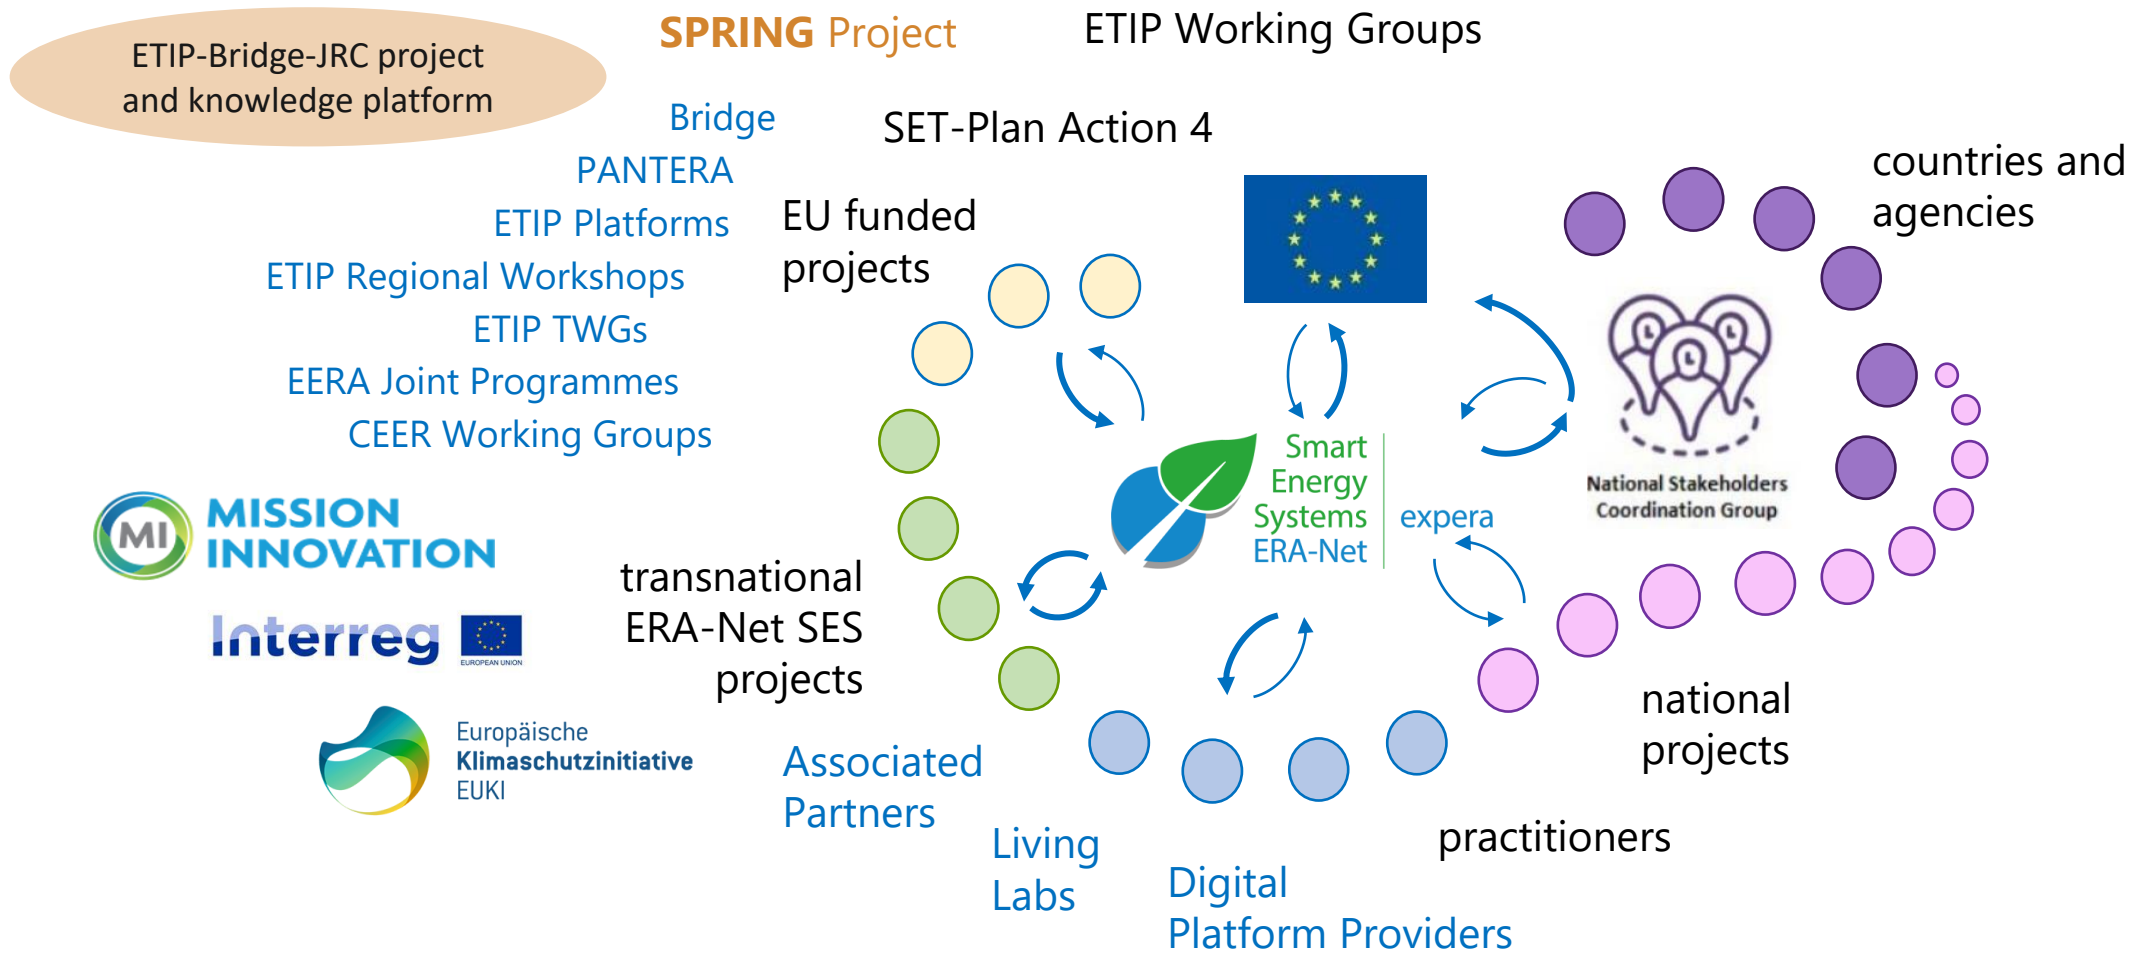 ETIP-Bridge-JRC project
and knowledge platform
SPRING Project
ETIP Working Groups
Bridge
SET-Plan Action 4
PANTERA
ETIP Platforms
ETIP Regional Workshops
ETIP TWGs
EERA Joint Programmes
CEER Working Groups
EU funded
projects
countries and
agencies
National Stakeholders
Coordination Group
Smart
Energy
Systems
ERA-Net
expera
MI
MISSION
INNOVATION
Interreg
EUROPEAN UNION
Europäische
Klimaschutzinitiative
EUKI
transnational
ERA-Net SES
projects
Associated
Partners
Living
Labs
Digital
Platform Providers
practitioners
national
projects